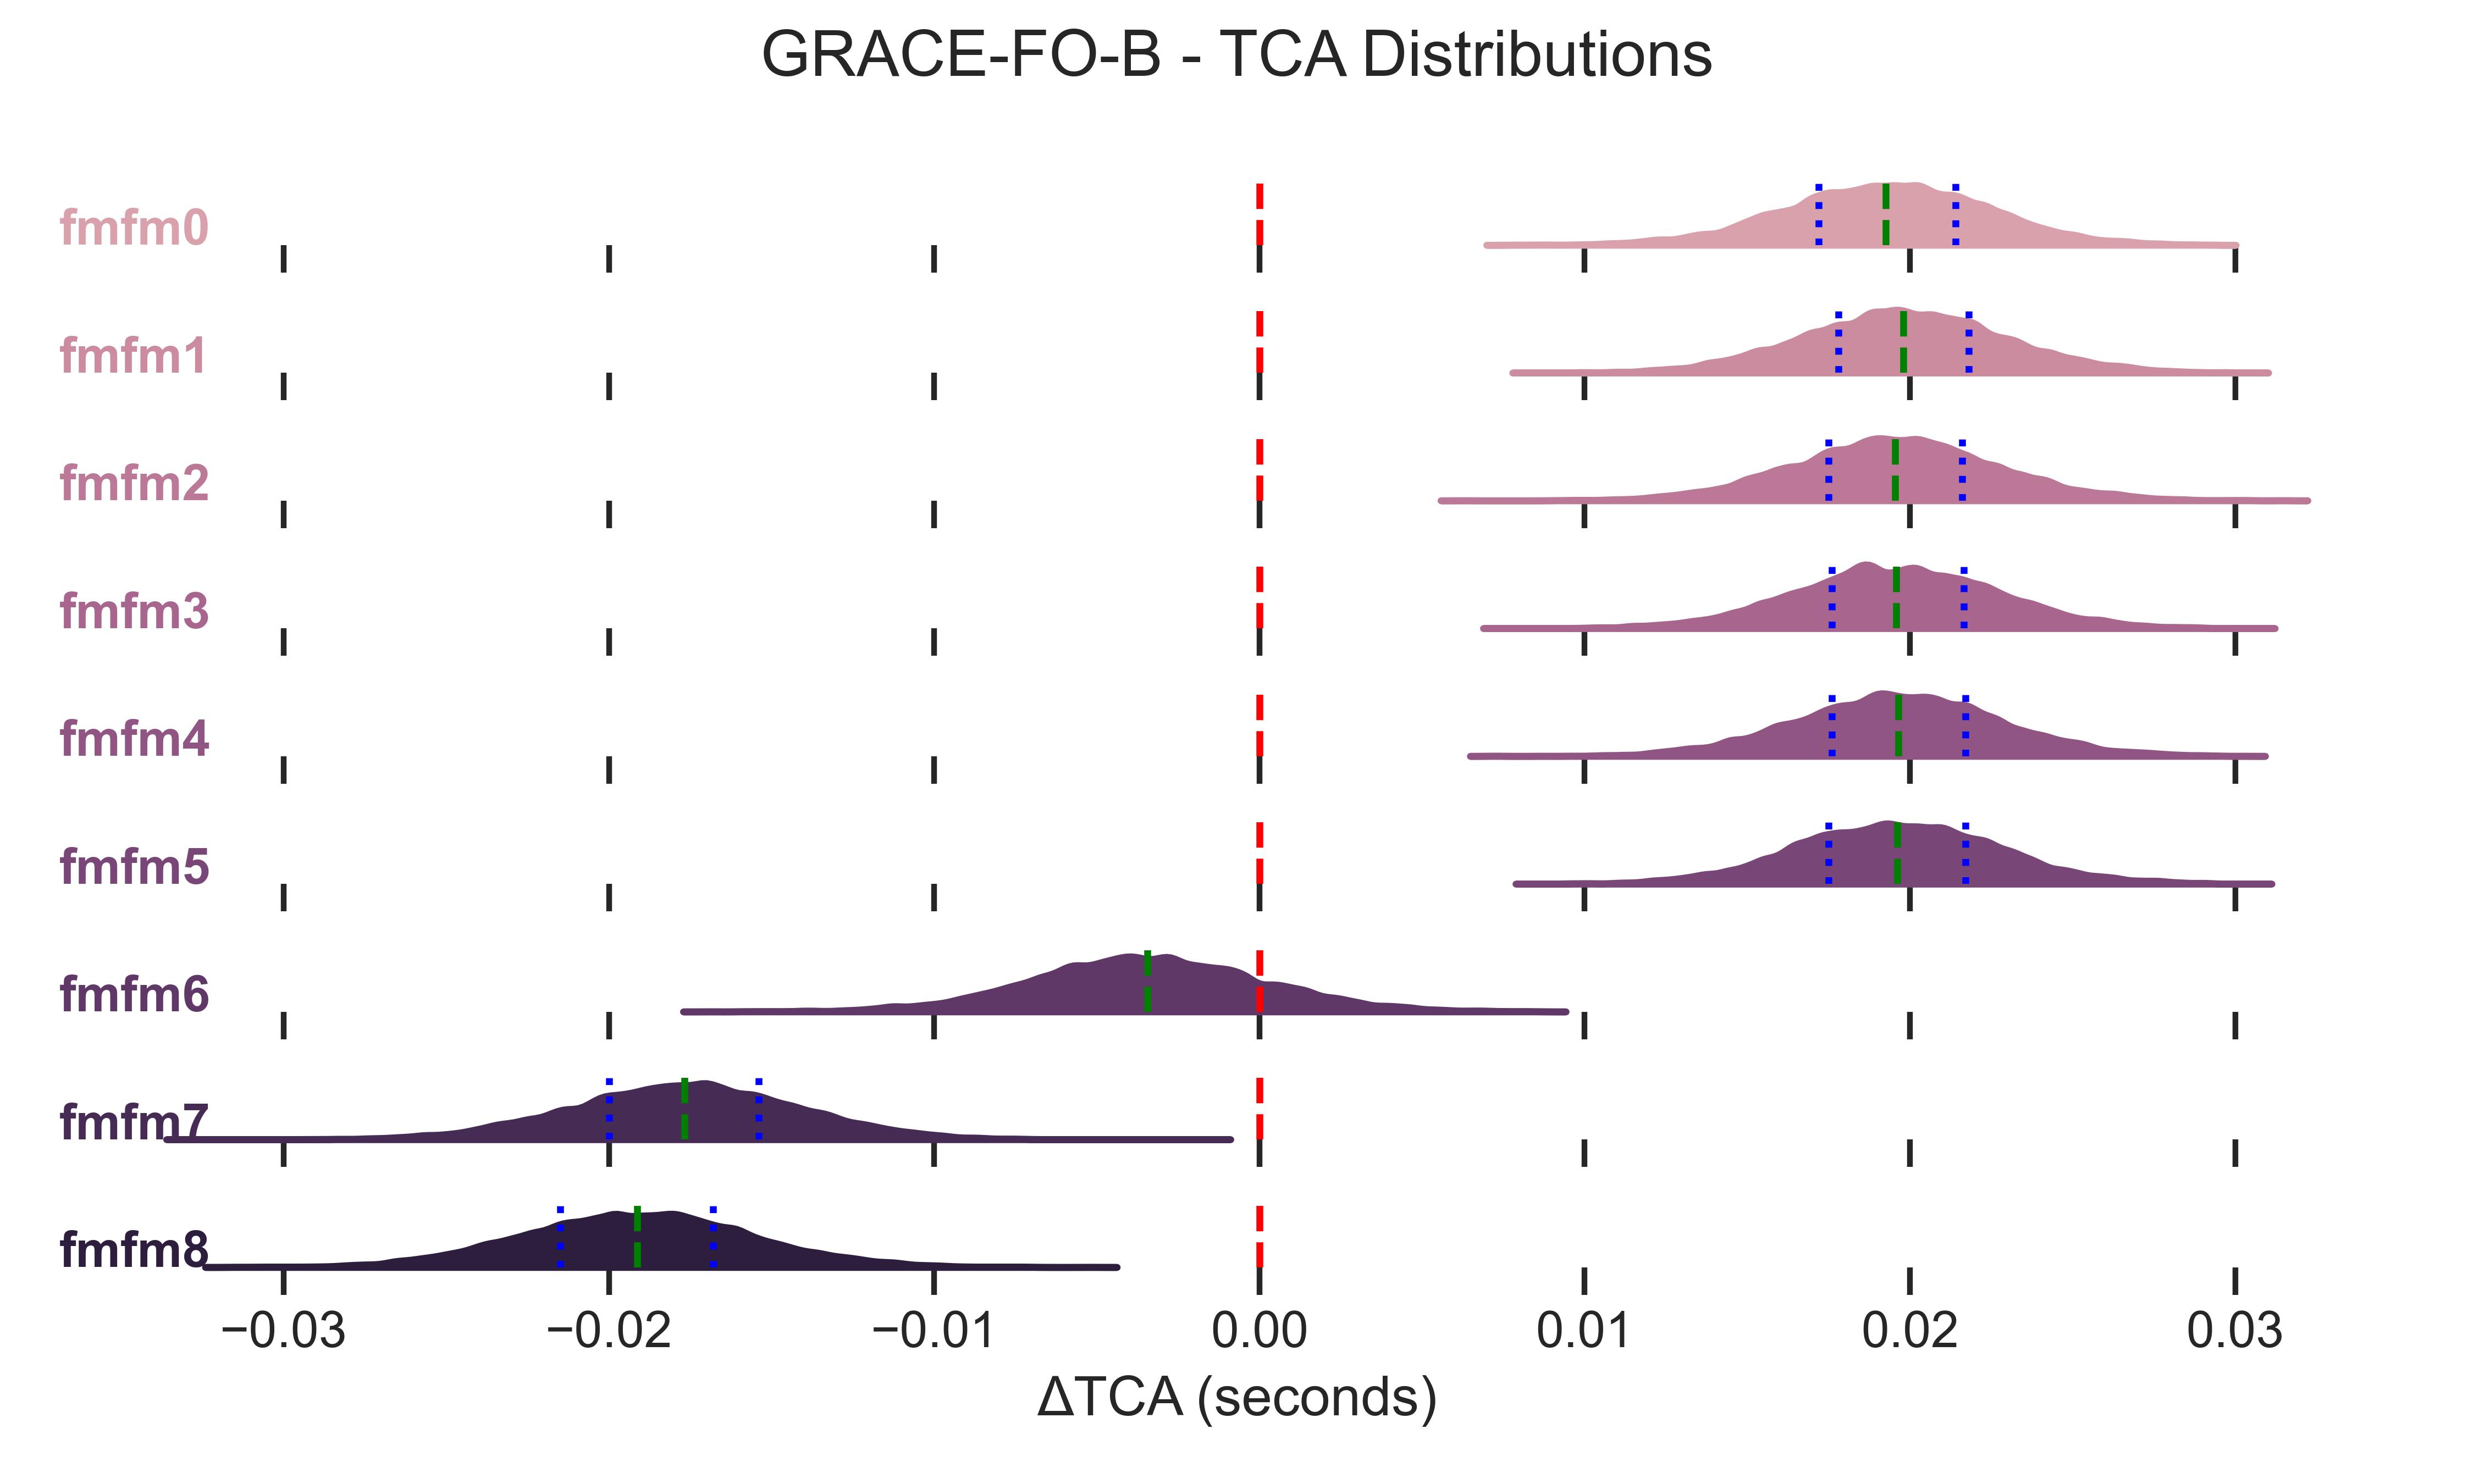 GRACE-FO-B - TCA Distributions
fmfm0
fmfm1
fmfm2
fmfm3
fmfm4
fmfm5
fmfm6
fmfm7
fmfm8
−0.03 −0.02 −0.01 0.00 0.01 0.02 0.03
ΔTCA (seconds)